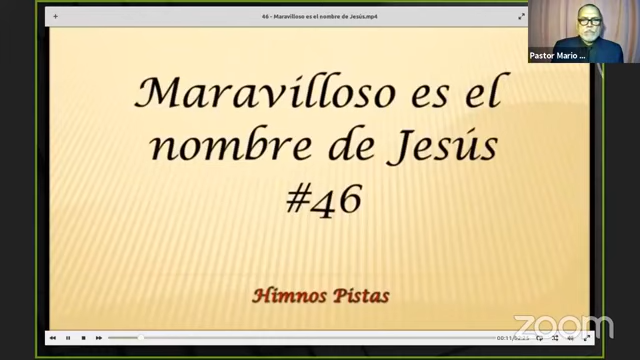 46 - Maravilloso es el nombre de Jesús.mp4
Pastor Mario ...
Maravilloso es el
nombre de Jesús
#46
Himnos Pistas
zoom